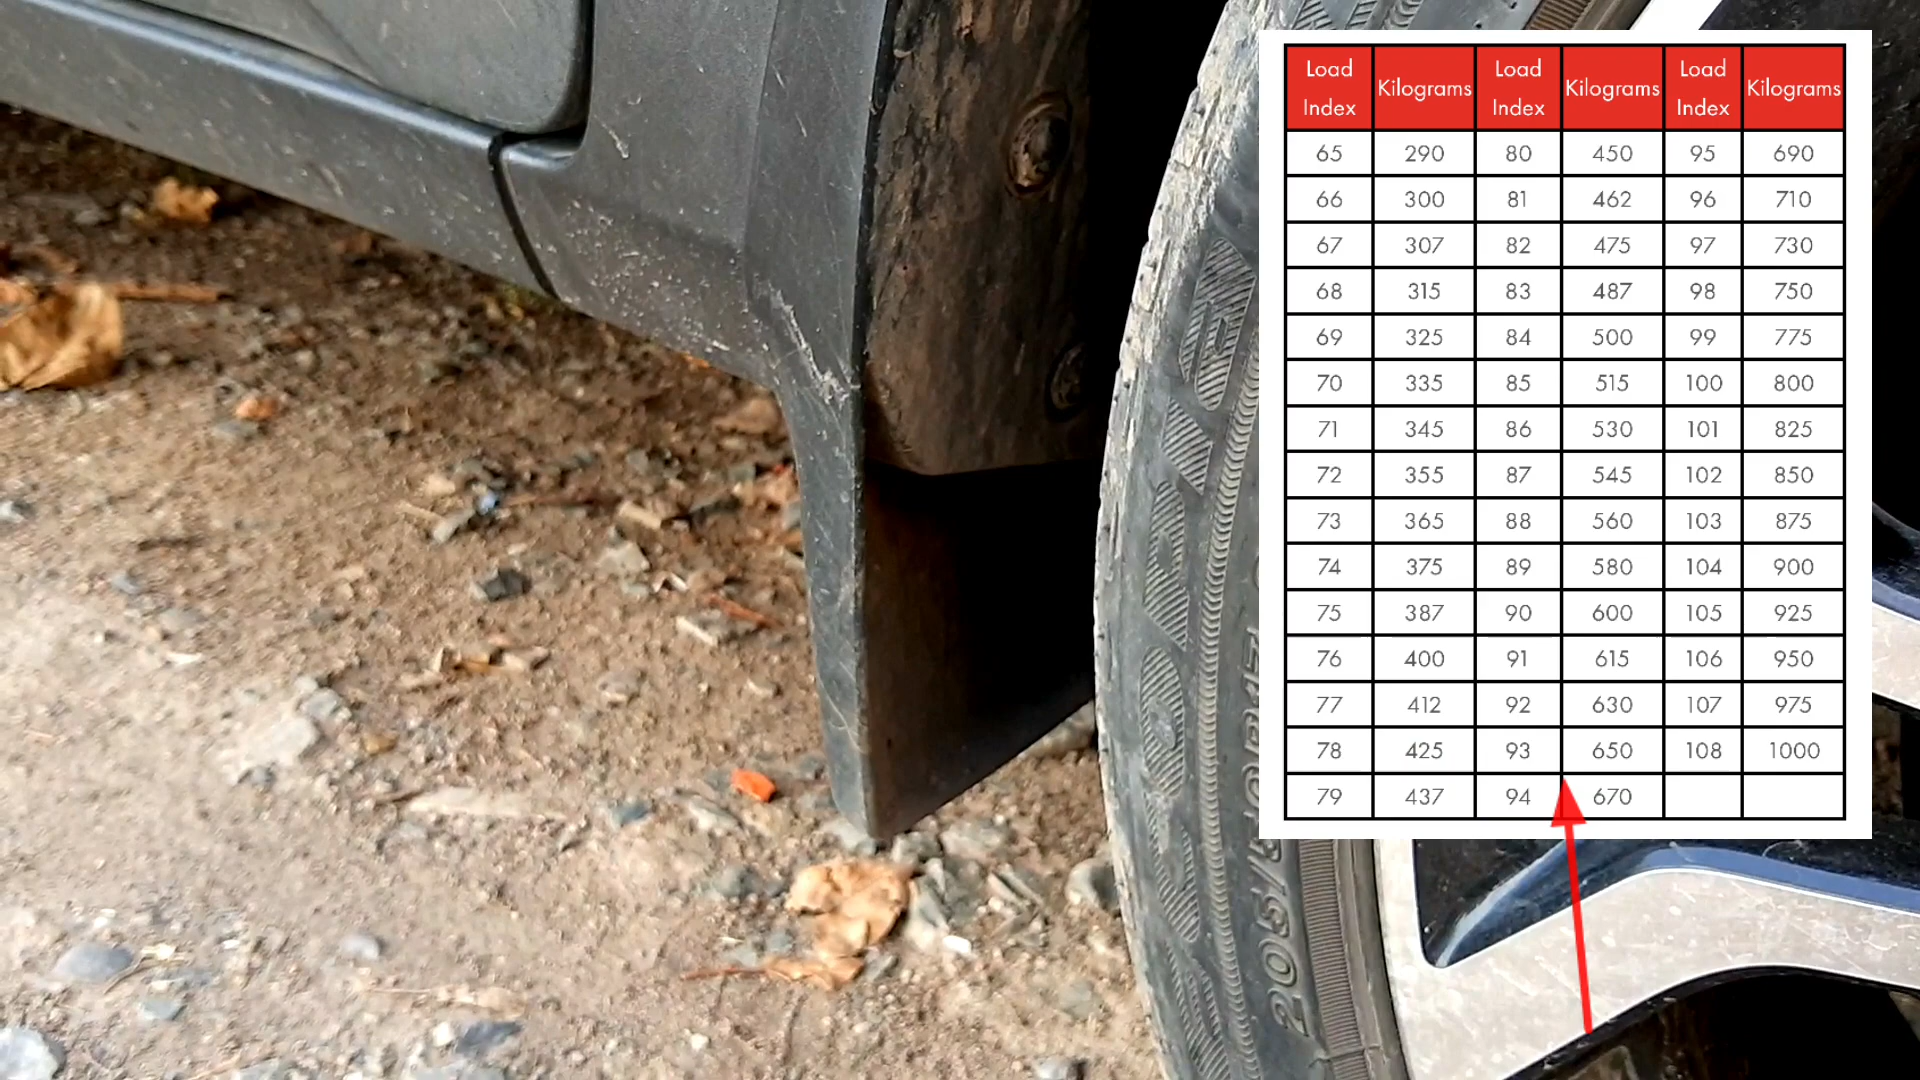 Load Index Kilograms Load Index Kilograms Load Index Kilograms
65 290 80 450 95 690
66 300 81 462 96 710
67 307 82 475 97 730
68 315 83 487 98 750
69 325 84 500 99 775
70 335 85 515 100 800
71 345 86 530 101 825
72 355 87 545 102 850
73 365 88 560 103 875
74 375 89 580 104 900
75 387 90 600 105 925
76 400 91 615 106 950
77 412 92 630 107 975
78 425 93 650 108 1000
79 437 94 670
205/